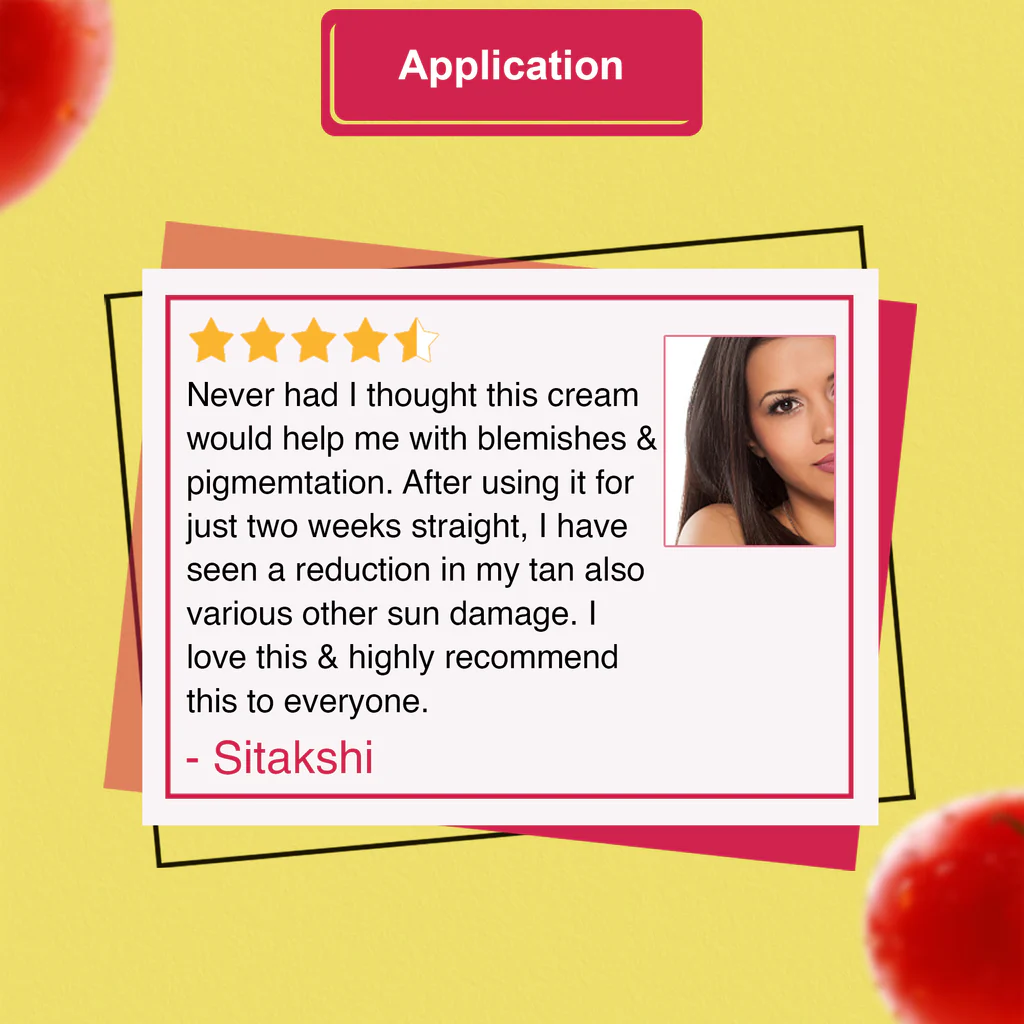 Application
Never had I thought this cream
would help me with blemishes &
pigmemtation. After using it for
just two weeks straight, I have
seen a reduction in my tan also
various other sun damage. I
love this & highly recommend
this to everyone.
- Sitakshi